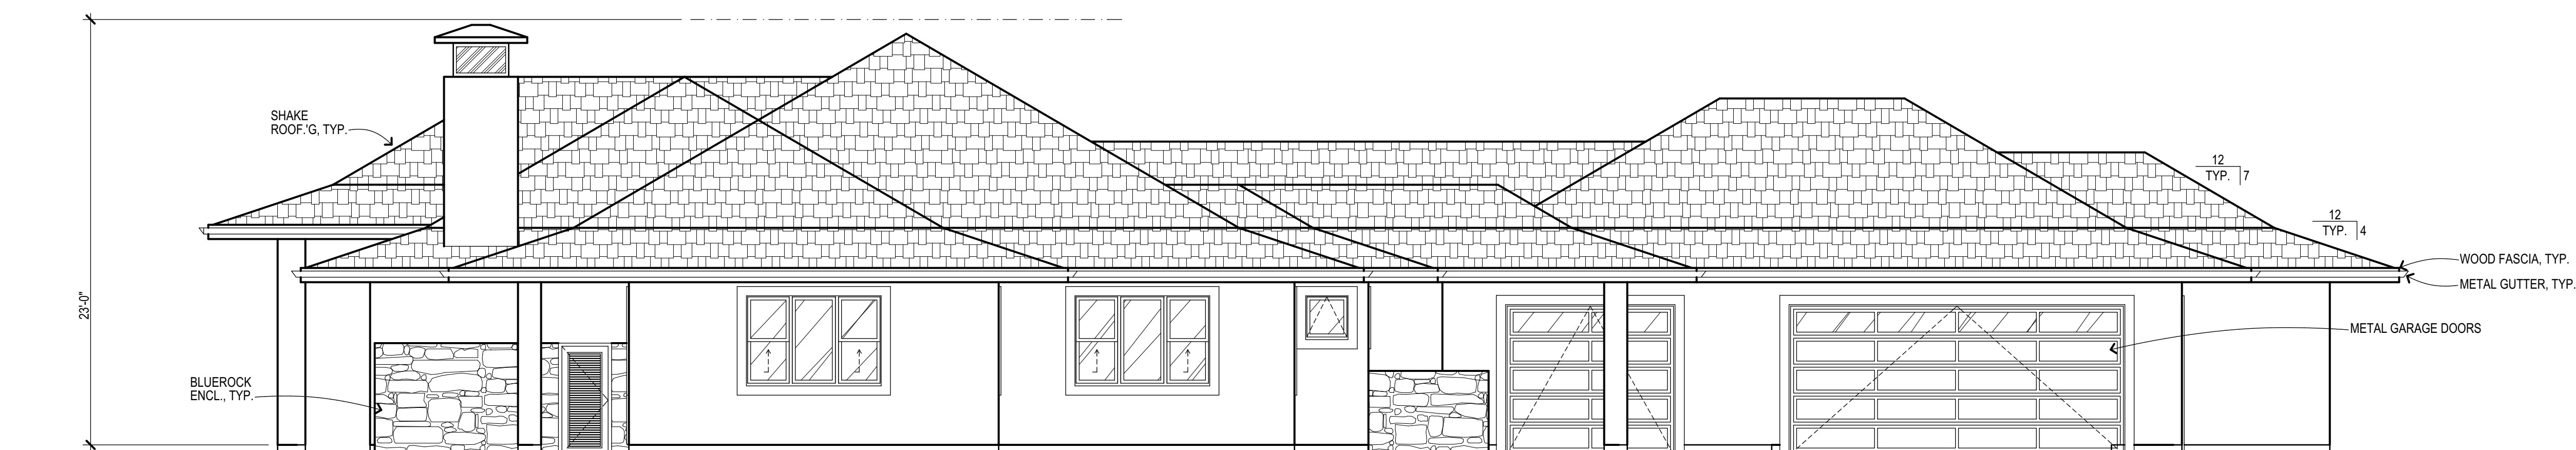 SHAKE
ROOF.'G, TYP.
12
TYP. 7
12
TYP. 4
WOOD FASCIA, TYP.
METAL GUTTER, TYP.
23'-0"
METAL GARAGE DOORS
BLUEROCK
ENCL., TYP.